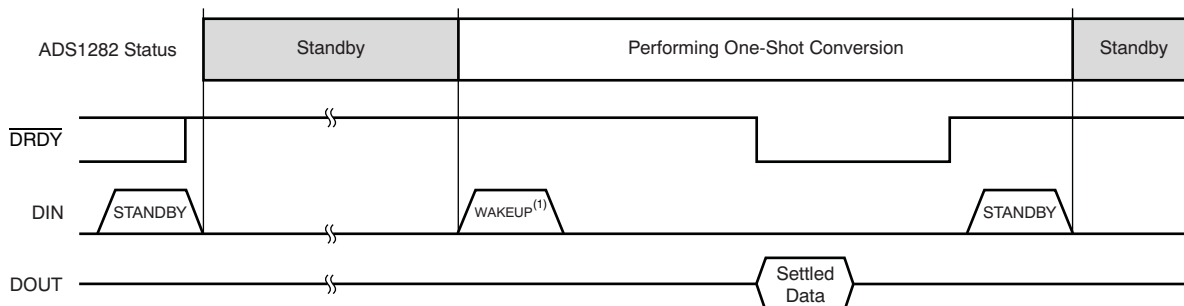 ADS1282 Status
Standby
Performing One-Shot Conversion
Standby
DRDY
DIN
STANDBY
WAKEUP(1)
STANDBY
DOUT
Settled
Data